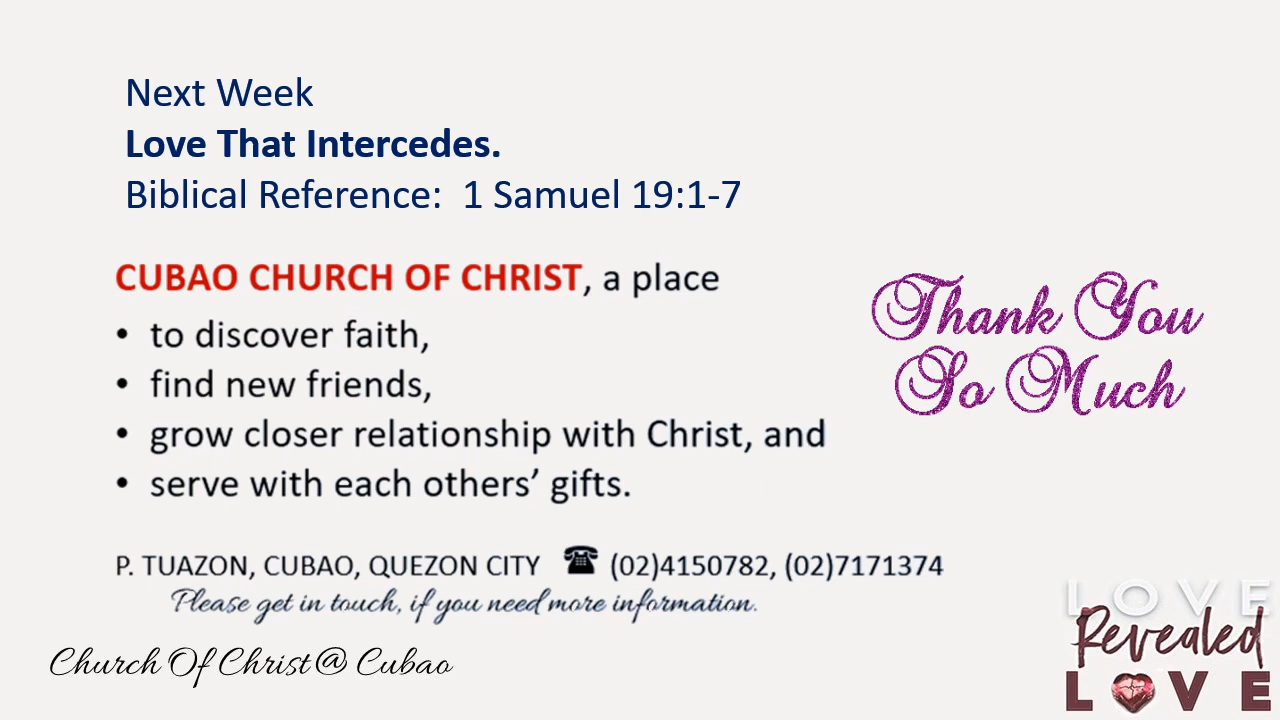 Next Week
Love That Intercedes.
Biblical Reference:  1 Samuel 19:1-7
CUBAO CHURCH OF CHRIST, a place
• to discover faith,
• find new friends,
• grow closer relationship with Christ, and
• serve with each others’ gifts.
Thank You
So Much
P. TUAZON, CUBAO, QUEZON CITY ☎ (02)4150782, (02)7171374
Please get in touch, if you need more information.
Church Of Christ@ Cubao
LOVE
Revealed
LOVE